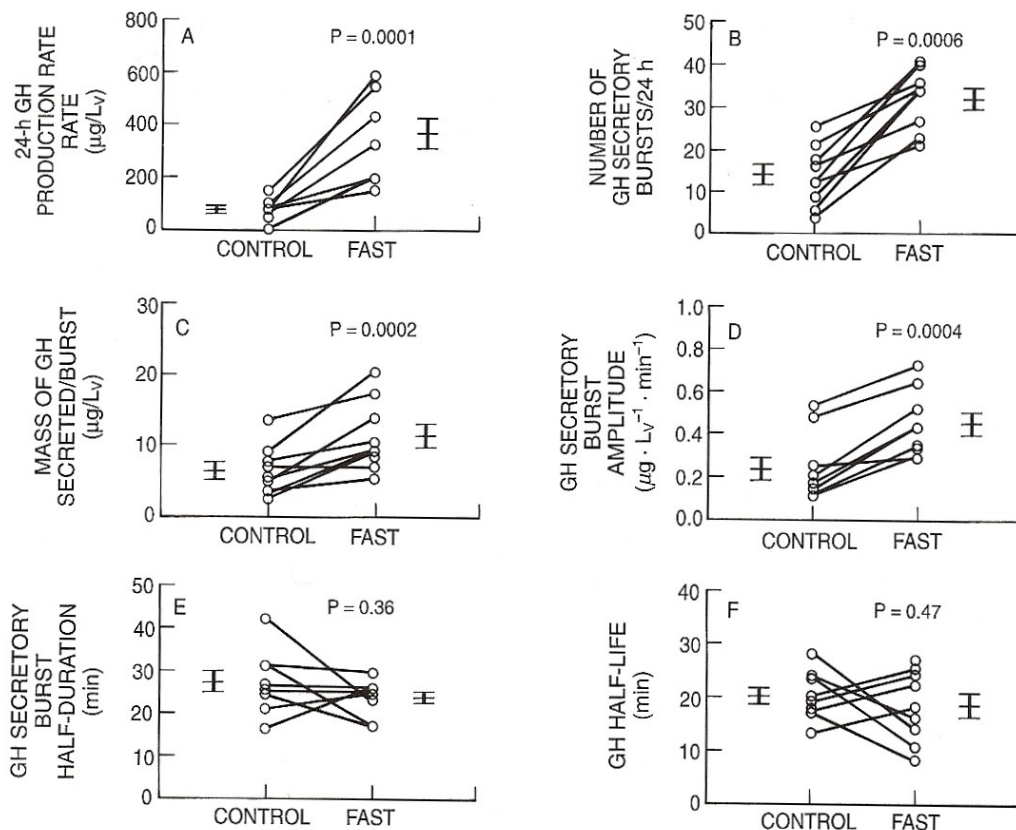 A
P = 0.0001
24-h GH
PRODUCTION RATE
RATE
(µg/Lv)
800
600
400
200
0
CONTROL FAST
B
P = 0.0006
NUMBER OF
GH SECRETORY
BURSTS/24 h
50
40
30
20
10
0
CONTROL FAST
C
P = 0.0002
MASS OF GH
SECRETED/BURST
(µg/Lv)
30
20
10
0
CONTROL FAST
D
P = 0.0004
GH SECRETORY
BURST
AMPLITUDE
(µg · Lv⁻¹ · min⁻¹)
1.0
0.8
0.6
0.4
0.2
0.0
CONTROL FAST
E
P = 0.36
GH SECRETORY
BURST
HALF-DURATION
(min)
50
40
30
20
10
0
CONTROL FAST
F
P = 0.47
GH HALF-LIFE
(min)
40
30
20
10
0
CONTROL FAST